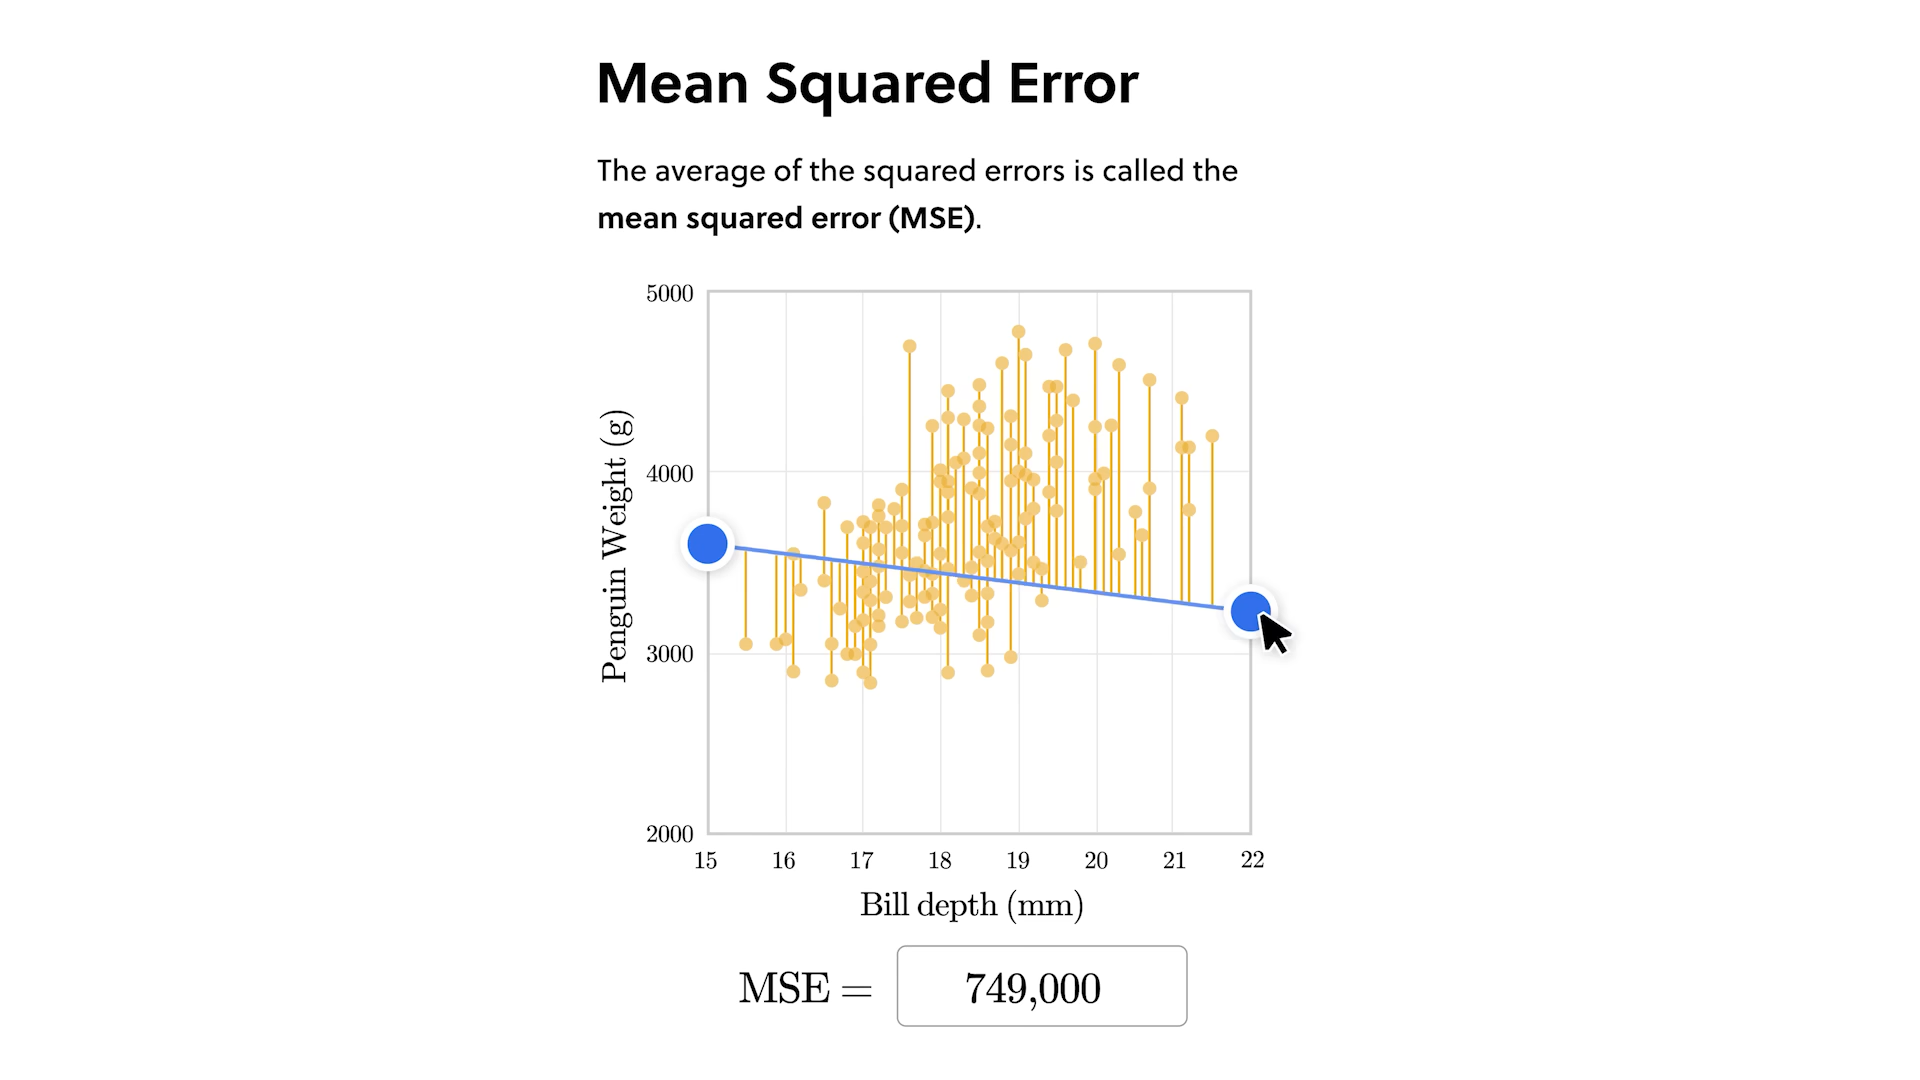 Mean Squared Error
The average of the squared errors is called the
mean squared error (MSE).
5000
4000
3000
2000
Penguin Weight (g)
15 16 17 18 19 20 21 22
Bill depth (mm)
MSE = 749,000